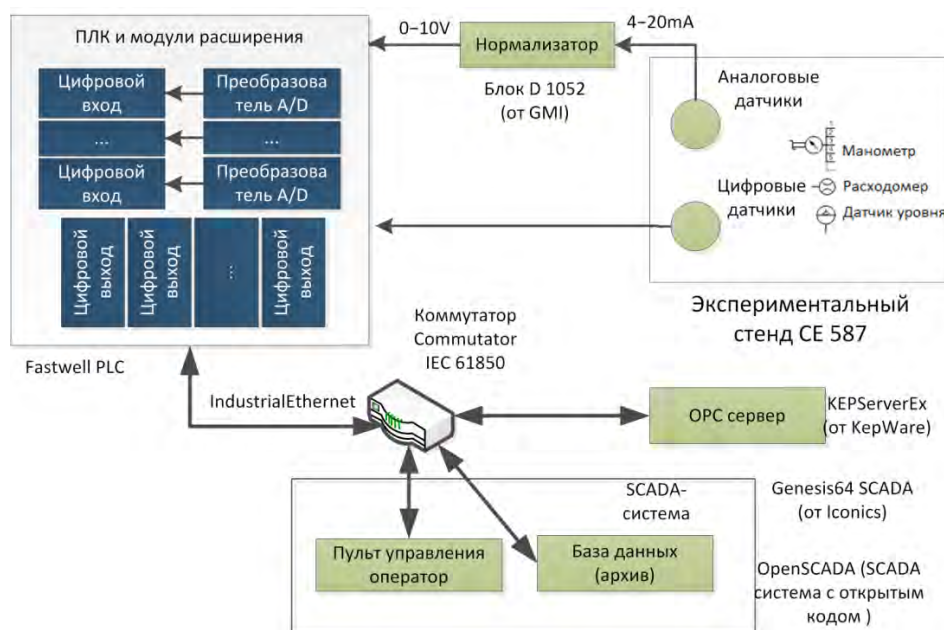 ПЛК и модули расширения
0−10V
4−20mA
Нормализатор
Блок D 1052
(от GMI)
Аналоговые
датчики
Манометр
Цифровые
датчики
Расходомер
Датчик уровня
Цифровой
вход
Преобразова
тель A/D
...
...
Цифровой
вход
Преобразова
тель A/D
Цифровой
выход
Цифровой
выход
...
Цифровой
выход
Экспериментальный
стенд CE 587
Fastwell PLC
Коммутатор
Commutator
IEC 61850
IndustrialEthernet
OPC сервер
KEPServerEx
(от KepWare)
SCADA-
система
Genesis64 SCADA
(от Iconics)
Пульт управления
оператор
База данных
(архив)
OpenSCADA (SCADA
система с открытым
кодом )